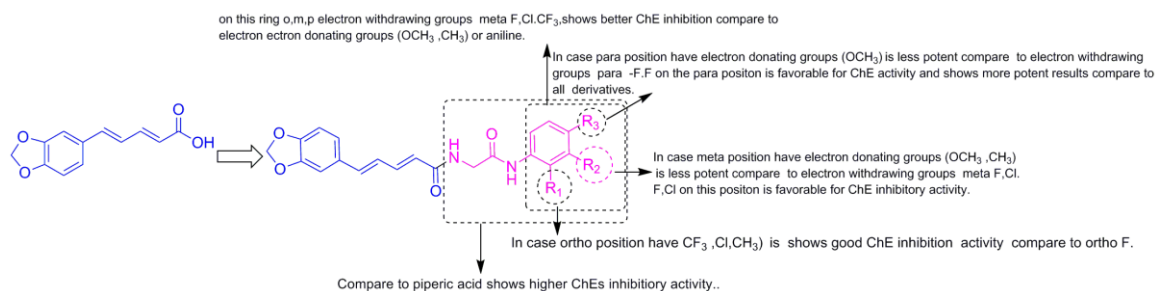 on this ring o,m,p electron withdrawing groups meta F,Cl.CF3,shows better ChE inhibition compare to
electron ectron donating groups (OCH3 ,CH3) or aniline.
In case para position have electron donating groups (OCH3) is less potent compare to electron withdrawing
groups para -F.F on the para positon is favorable for ChE activity and shows more potent results compare to
all derivatives.
O
OH
O
O
O
O
O
H
N
O
N
H
R3
R2
R1
In case meta position have electron donating groups (OCH3 ,CH3)
is less potent compare to electron withdrawing groups meta F,Cl.
F,Cl on this positon is favorable for ChE inhibitory activity.
In case ortho position have CF3 ,Cl,CH3) is shows good ChE inhibition activity compare to ortho F.
Compare to piperic acid shows higher ChEs inhibitiory activity..